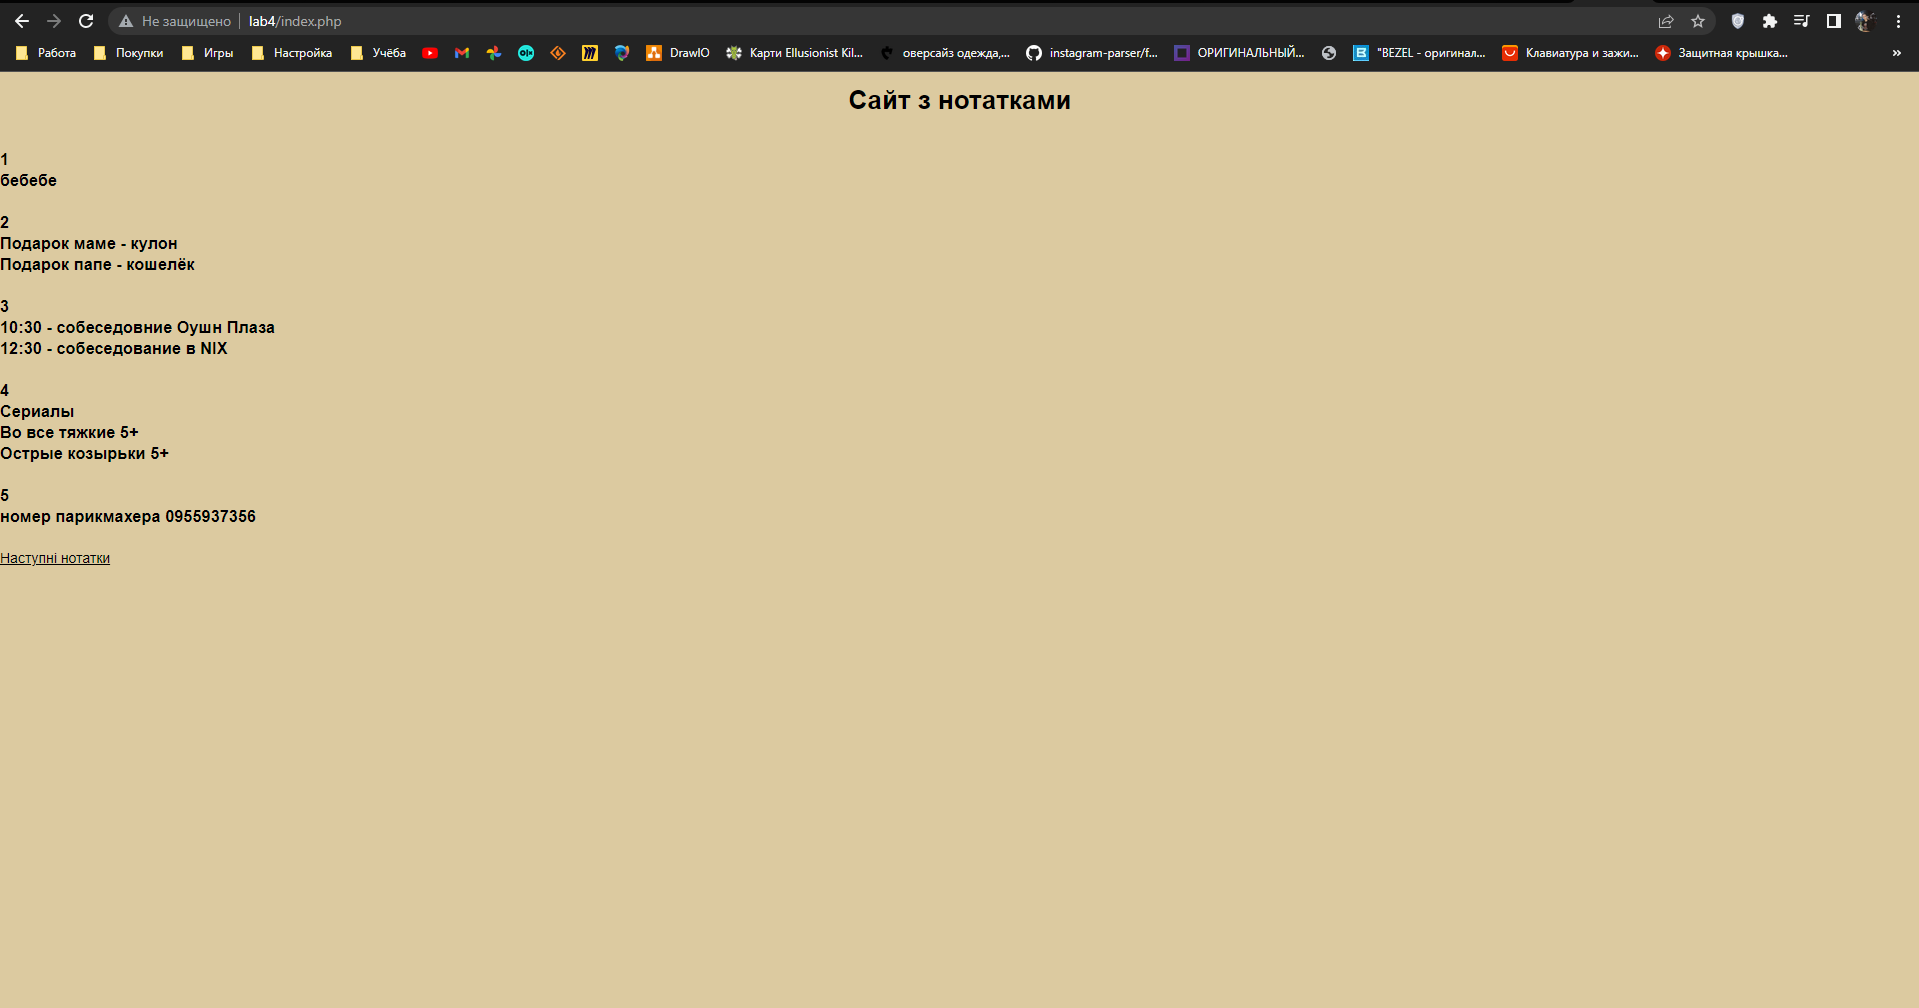 Не защищено lab4/index.php
Работа Покупки Игры Настройка Учёба DrawIO Карти Ellusionist Kil... оверсайз одежда,... instagram-parser/f... ОРИГИНАЛЬНЫЙ... "BEZEL - оригинал... Клавиатура и зажи... Защитная крышка... »
Сайт з нотатками
1
бебебе
2
Подарок маме - кулон
Подарок папе - кошелёк
3
10:30 - собеседовние Оушн Плаза
12:30 - собеседование в NIX
4
Сериалы
Во все тяжкие 5+
Острые козырьки 5+
5
номер парикмахера 0955937356
Наступні нотатки